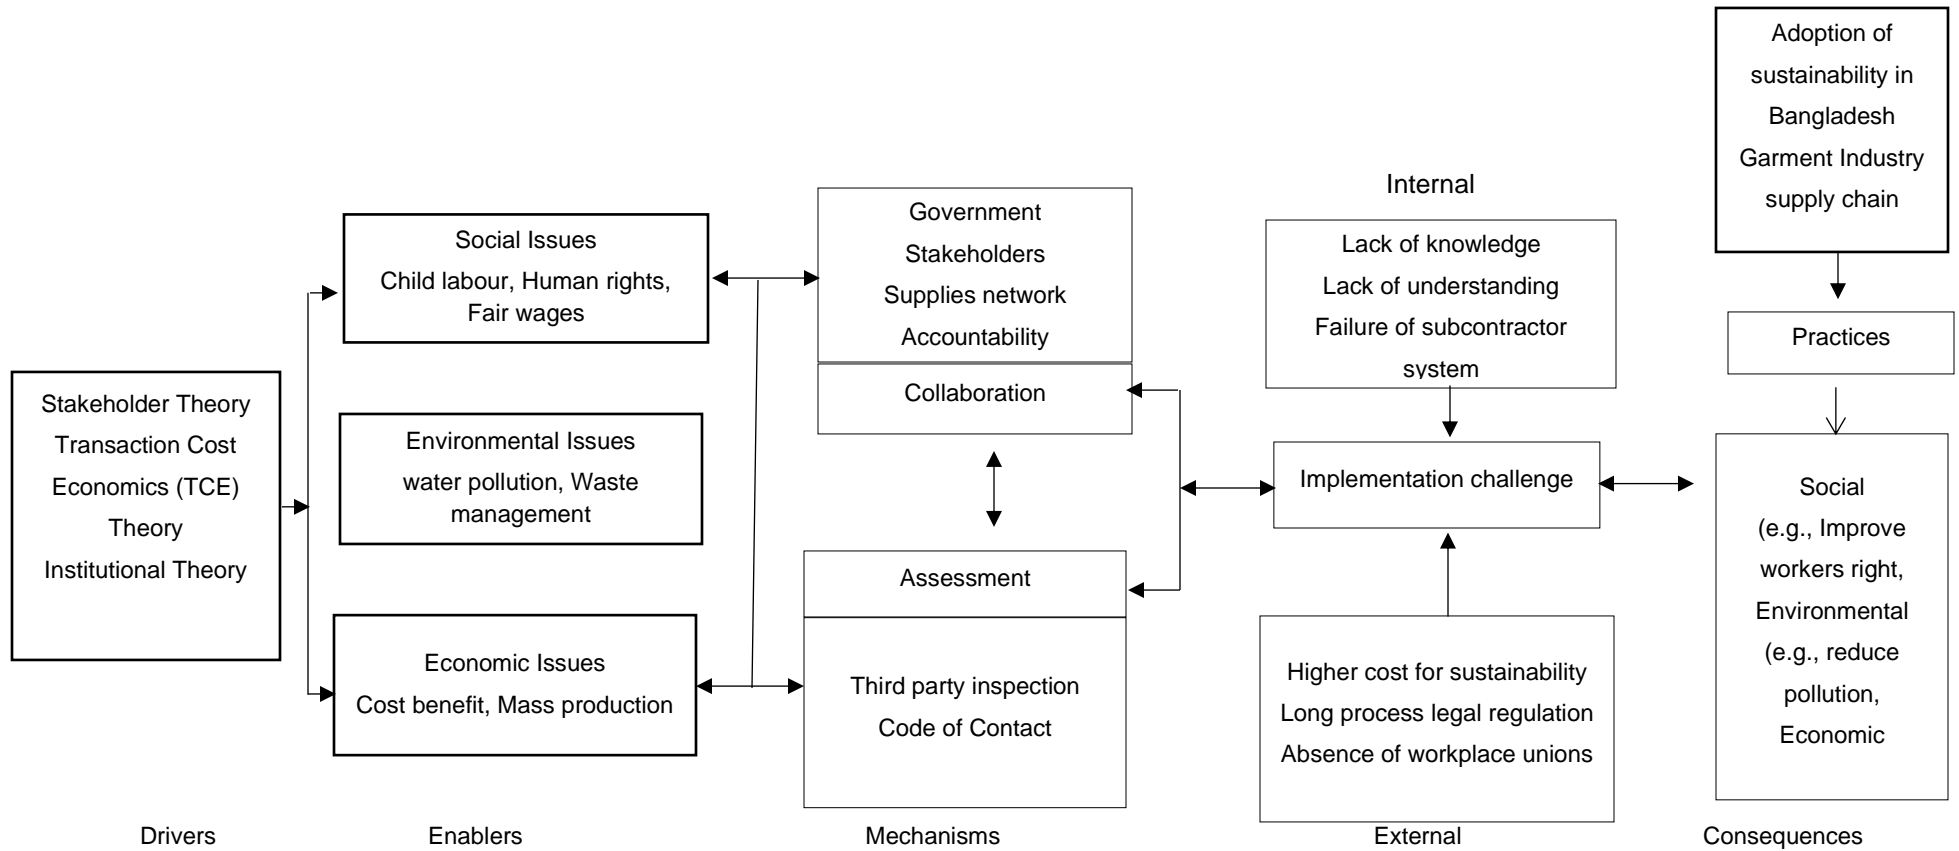 Stakeholder Theory
Transaction Cost
Economics (TCE)
Theory
Institutional Theory
Drivers
Social Issues
Child labour, Human rights,
Fair wages
Environmental Issues
water pollution, Waste
management
Economic Issues
Cost benefit, Mass production
Enablers
Government
Stakeholders
Supplies network
Accountability
Collaboration
Assessment
Third party inspection
Code of Contact
Mechanisms
Internal
Lack of knowledge
Lack of understanding
Failure of subcontractor
system
Implementation challenge
Higher cost for sustainability
Long process legal regulation
Absence of workplace unions
External
Adoption of
sustainability in
Bangladesh
Garment Industry
supply chain
Practices
Social
(e.g., Improve
workers right,
Environmental
(e.g., reduce
pollution,
Economic
Consequences